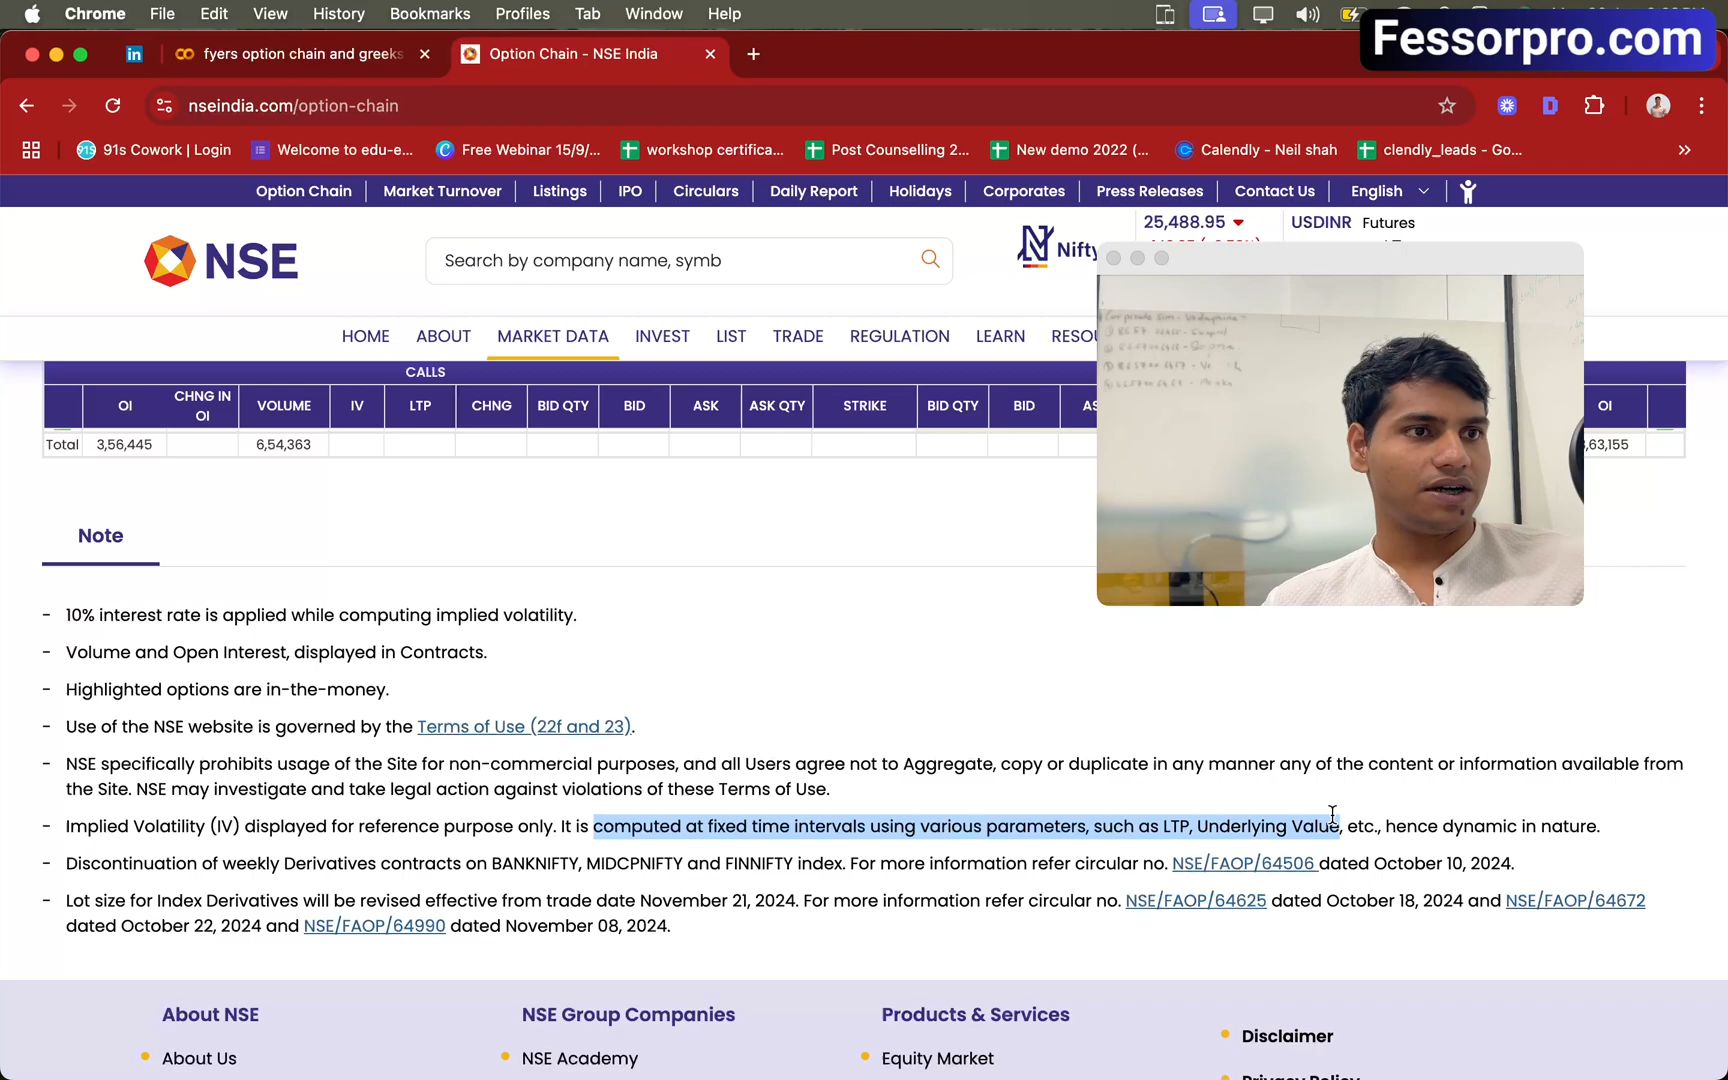 Chrome File Edit View History Bookmarks Profiles Tab Window Help
Fessorpro.com
fyers option chain and greeks
Option Chain - NSE India
nseindia.com/option-chain
91s Cowork | Login
Welcome to edu-e...
Free Webinar 15/9/...
workshop certifica...
Post Counselling 2...
New demo 2022 (...
Calendly - Neil shah
clendly_leads - Go...
Option Chain
Market Turnover
Listings
IPO
Circulars
Daily Report
Holidays
Corporates
Press Releases
Contact Us
English
NSE
Search by company name, symb
Nifty
25,488.95
USDINR Futures
HOME ABOUT MARKET DATA INVEST LIST TRADE REGULATION LEARN RESOU
CALLS
OI CHNG IN OI VOLUME IV LTP CHNG BID QTY BID ASK ASK QTY STRIKE BID QTY BID AS OI
Total 3,56,445 6,54,363 ,63,155
Note
- 10% interest rate is applied while computing implied volatility.
- Volume and Open Interest, displayed in Contracts.
- Highlighted options are in-the-money.
- Use of the NSE website is governed by the Terms of Use (22f and 23).
- NSE specifically prohibits usage of the Site for non-commercial purposes, and all Users agree not to Aggregate, copy or duplicate in any manner any of the content or information available from
the Site. NSE may investigate and take legal action against violations of these Terms of Use.
- Implied Volatility (IV) displayed for reference purpose only. It is computed at fixed time intervals using various parameters, such as LTP, Underlying Value, etc., hence dynamic in nature.
- Discontinuation of weekly Derivatives contracts on BANKNIFTY, MIDCPNIFTY and FINNIFTY index. For more information refer circular no. NSE/FAOP/64506 dated October 10, 2024.
- Lot size for Index Derivatives will be revised effective from trade date November 21, 2024. For more information refer circular no. NSE/FAOP/64625 dated October 18, 2024 and NSE/FAOP/64672
dated October 22, 2024 and NSE/FAOP/64990 dated November 08, 2024.
About NSE
NSE Group Companies
Products & Services
Disclaimer
About Us
NSE Academy
Equity Market
Privacy Policy